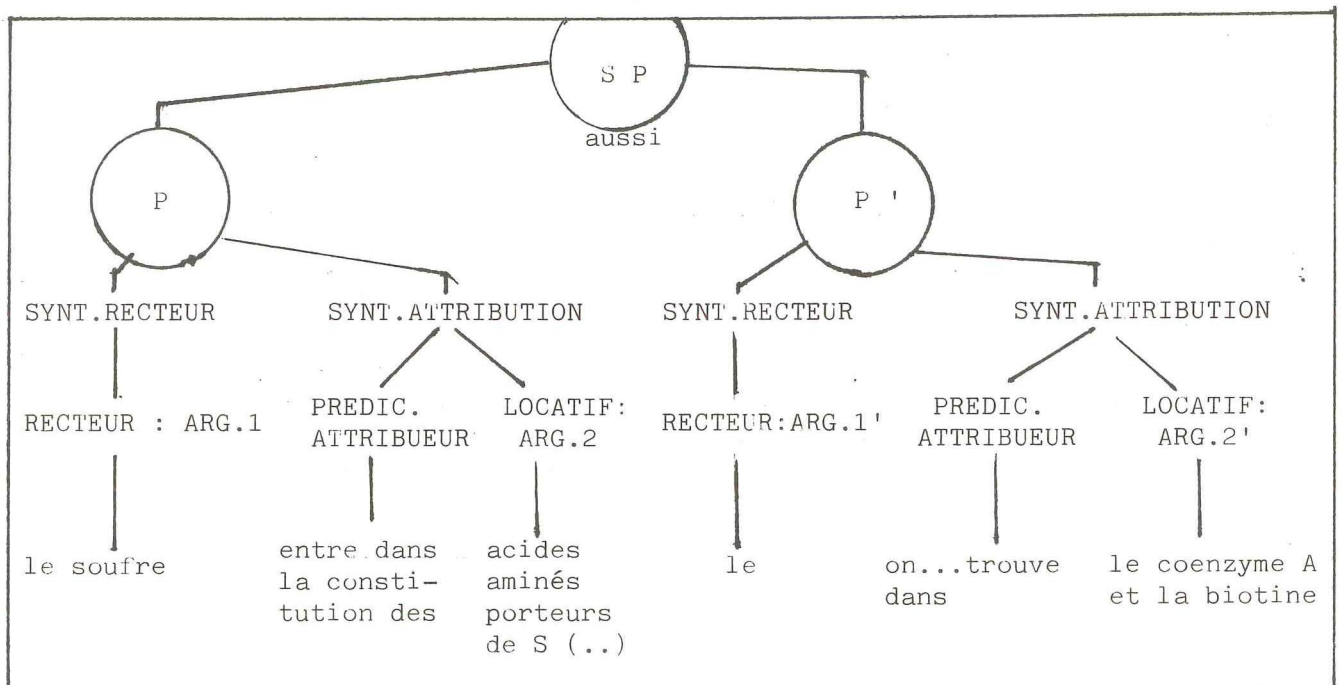 S P
aussi
P
P '
SYNT.RECTEUR
SYNT.ATTRIBUTION
SYNT.RECTEUR
SYNT.ATTRIBUTION
RECTEUR : ARG.1
PREDIC.
ATTRIBUEUR
LOCATIF:
ARG.2
RECTEUR:ARG.1'
PREDIC.
ATTRIBUEUR
LOCATIF:
ARG.2'
le soufre
entre dans
la consti-
tution des
acides
aminés
porteurs
de S (..)
le
on...trouve
dans
le coenzyme A
et la biotine